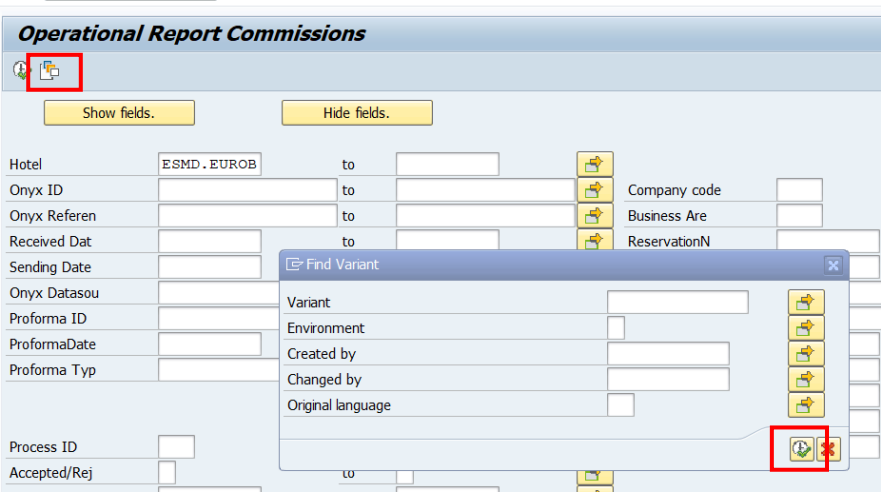 Operational Report Commissions
Show fields. Hide fields.
Hotel ESMD.EUROB to
Onyx ID to Company code
Onyx Referen to Business Are
Received Dat to ReservationN
Sending Date
Onyx Datasou
Proforma ID
ProformaDate
Proforma Typ
Find Variant
Variant
Environment
Created by
Changed by
Original language
Process ID
Accepted/Rej to